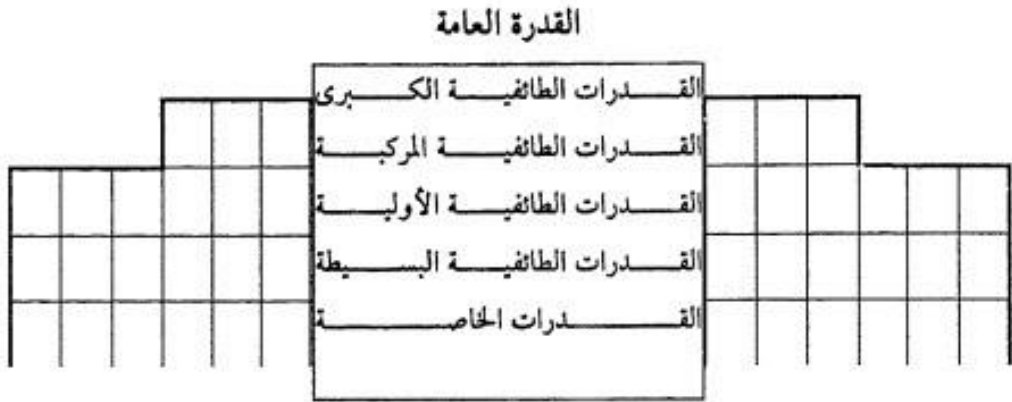 القدرة العامة
القدرات الطائفية الكبرى
القدرات الطائفية المركبة
القدرات الطائفية الأولية
القدرات الطائفية البسيطة
القدرات الخاصة